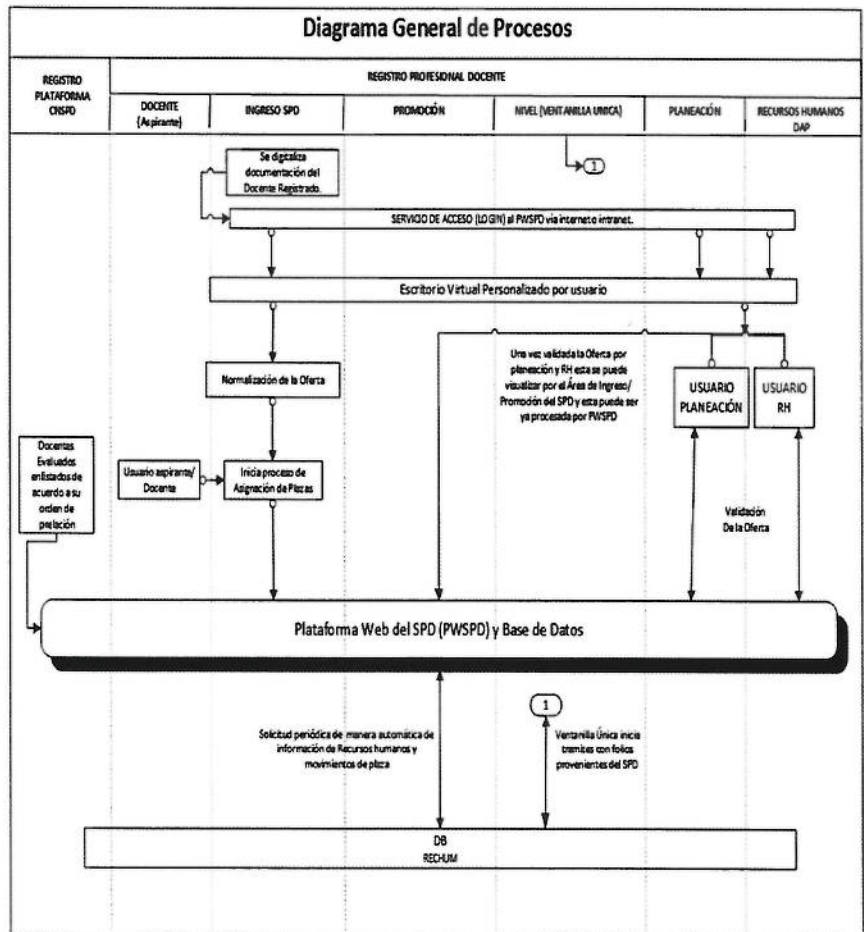 Diagrama General de Procesos
REGISTRO
PLATAFORMA
CNSPD
REGISTRO PROFESIONAL DOCENTE
DOCENTE
(Aspirante)
INGRESO SPD
PROMOCIÓN
NIVEL (VENTANILLA UNICA)
PLANEACIÓN
RECURSOS HUMANOS
DAP
Se digitaliza
documentación del
Docente Registrado.
1
SERVICIO DE ACCESO (LOGIN) al PWSPD via internet o intranet.
Escritorio Virtual Personalizado por usuario
Normalización de la Oferta
Una vez validada la Oferta por
planeación y RH esta se puede
visualizar por el Área de Ingreso/
Promoción del SPD y esta puede ser
ya procesada por PWSPD
USUARIO
PLANEACIÓN
USUARIO
RH
Docentes
Evaluados
enlistados de
acuerdo a su
orden de
prelación
Usuario aspirante/
Docente
Inicia proceso de
Asignación de Plazas
Validación
De la Oferta
Plataforma Web del SPD (PWSPD) y Base de Datos
Solicitud periódica de manera automática de
información de Recursos humanos y
movimientos de plaza
1
Ventanilla Única inicia
tramites con folios
provenientes del SPD
DB
RECHUM